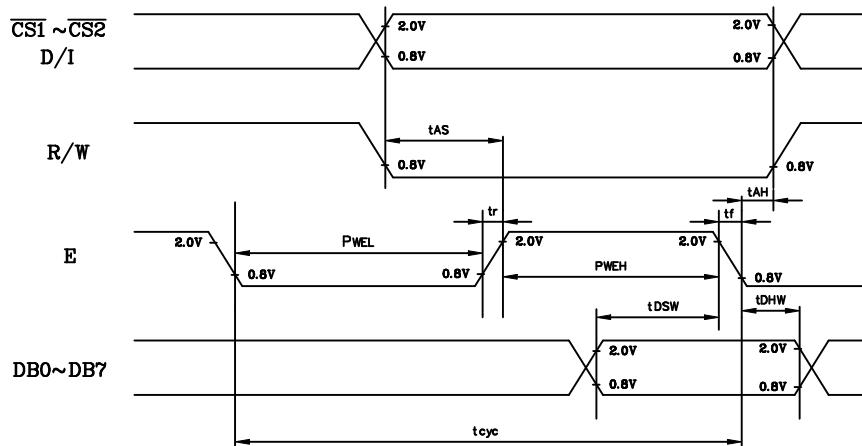 CS1 ~ CS2
D/I
2.0V
0.8V
2.0V
0.8V
R/W
tAS
0.8V
0.8V
tAH
tr
tf
E
2.0V
PWEL
0.8V
0.8V
2.0V
2.0V
PWEH
0.8V
tDSW
tDHW
DB0~DB7
2.0V
0.8V
2.0V
0.8V
tcyc